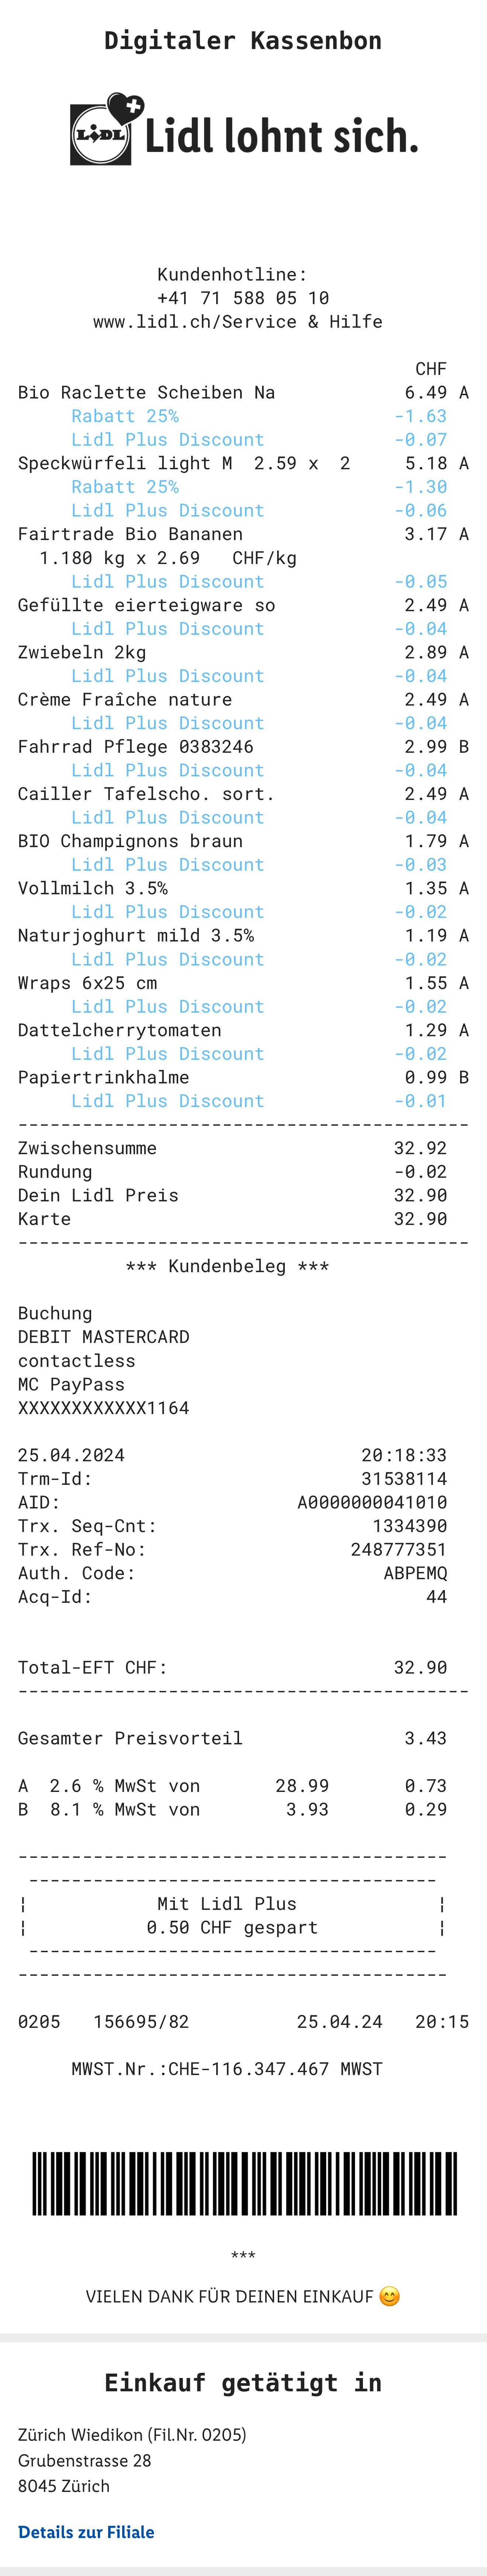 Digitaler Kassenbon
LIDL
Lidl lohnt sich.
Kundenhotline:
+41 71 588 05 10
www.lidl.ch/Service & Hilfe
CHF
Bio Raclette Scheiben Na 6.49 A
Rabatt 25% -1.63
Lidl Plus Discount -0.07
Speckwürfeli light M 2.59 x 2 5.18 A
Rabatt 25% -1.30
Lidl Plus Discount -0.06
Fairtrade Bio Bananen 3.17 A
1.180 kg x 2.69 CHF/kg
Lidl Plus Discount -0.05
Gefüllte eierteigware so 2.49 A
Lidl Plus Discount -0.04
Zwiebeln 2kg 2.89 A
Lidl Plus Discount -0.04
Crème Fraîche nature 2.49 A
Lidl Plus Discount -0.04
Fahrrad Pflege 0383246 2.99 B
Lidl Plus Discount -0.04
Cailler Tafelscho. sort. 2.49 A
Lidl Plus Discount -0.04
BIO Champignons braun 1.79 A
Lidl Plus Discount -0.03
Vollmilch 3.5% 1.35 A
Lidl Plus Discount -0.02
Naturjoghurt mild 3.5% 1.19 A
Lidl Plus Discount -0.02
Wraps 6x25 cm 1.55 A
Lidl Plus Discount -0.02
Dattelcherrytomaten 1.29 A
Lidl Plus Discount -0.02
Papiertrinkhalme 0.99 B
Lidl Plus Discount -0.01
------------------------------------------
Zwischensumme 32.92
Rundung -0.02
Dein Lidl Preis 32.90
Karte 32.90
------------------------------------------
*** Kundenbeleg ***
Buchung
DEBIT MASTERCARD
contactless
MC PayPass
XXXXXXXXXXXX1164
25.04.2024 20:18:33
Trm-Id: 31538114
AID: A0000000041010
Trx. Seq-Cnt: 1334390
Trx. Ref-No: 248777351
Auth. Code: ABPEMQ
Acq-Id: 44
Total-EFT CHF: 32.90
------------------------------------------
Gesamter Preisvorteil 3.43
A 2.6 % MwSt von 28.99 0.73
B 8.1 % MwSt von 3.93 0.29
----------------------------------------
--------------------------------------
¦ Mit Lidl Plus ¦
¦ 0.50 CHF gespart ¦
--------------------------------------
----------------------------------------
0205 156695/82 25.04.24 20:15
MWST.Nr.:CHE-116.347.467 MWST
***
VIELEN DANK FÜR DEINEN EINKAUF 😊
Einkauf getätigt in
Zürich Wiedikon (Fil.Nr. 0205)
Grubenstrasse 28
8045 Zürich
Details zur Filiale